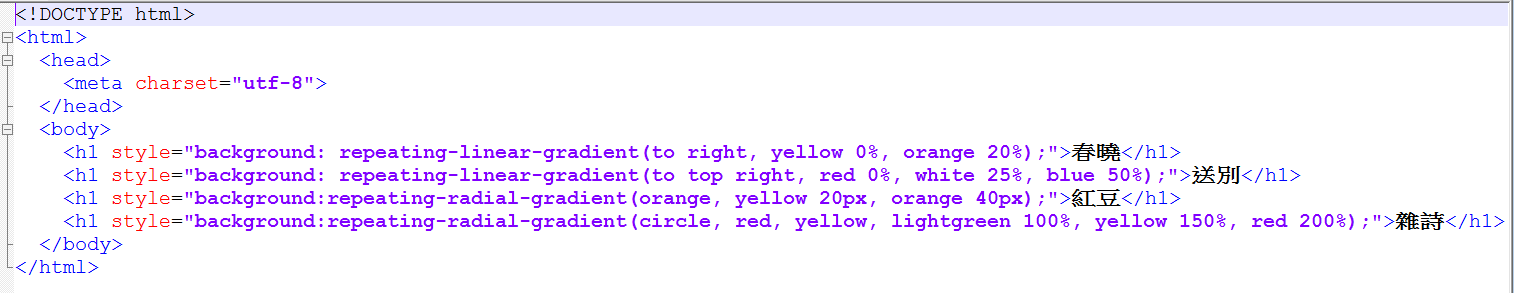 <!DOCTYPE html>
<html>
  <head>
    <meta charset="utf-8">
  </head>
  <body>
    <h1 style="background: repeating-linear-gradient(to right, yellow 0%, orange 20%);">春曉</h1>
    <h1 style="background: repeating-linear-gradient(to top right, red 0%, white 25%, blue 50%);">送別</h1>
    <h1 style="background:repeating-radial-gradient(orange, yellow 20px, orange 40px);">紅豆</h1>
    <h1 style="background:repeating-radial-gradient(circle, red, yellow, lightgreen 100%, yellow 150%, red 200%);">雜詩</h1>
  </body>
</html>